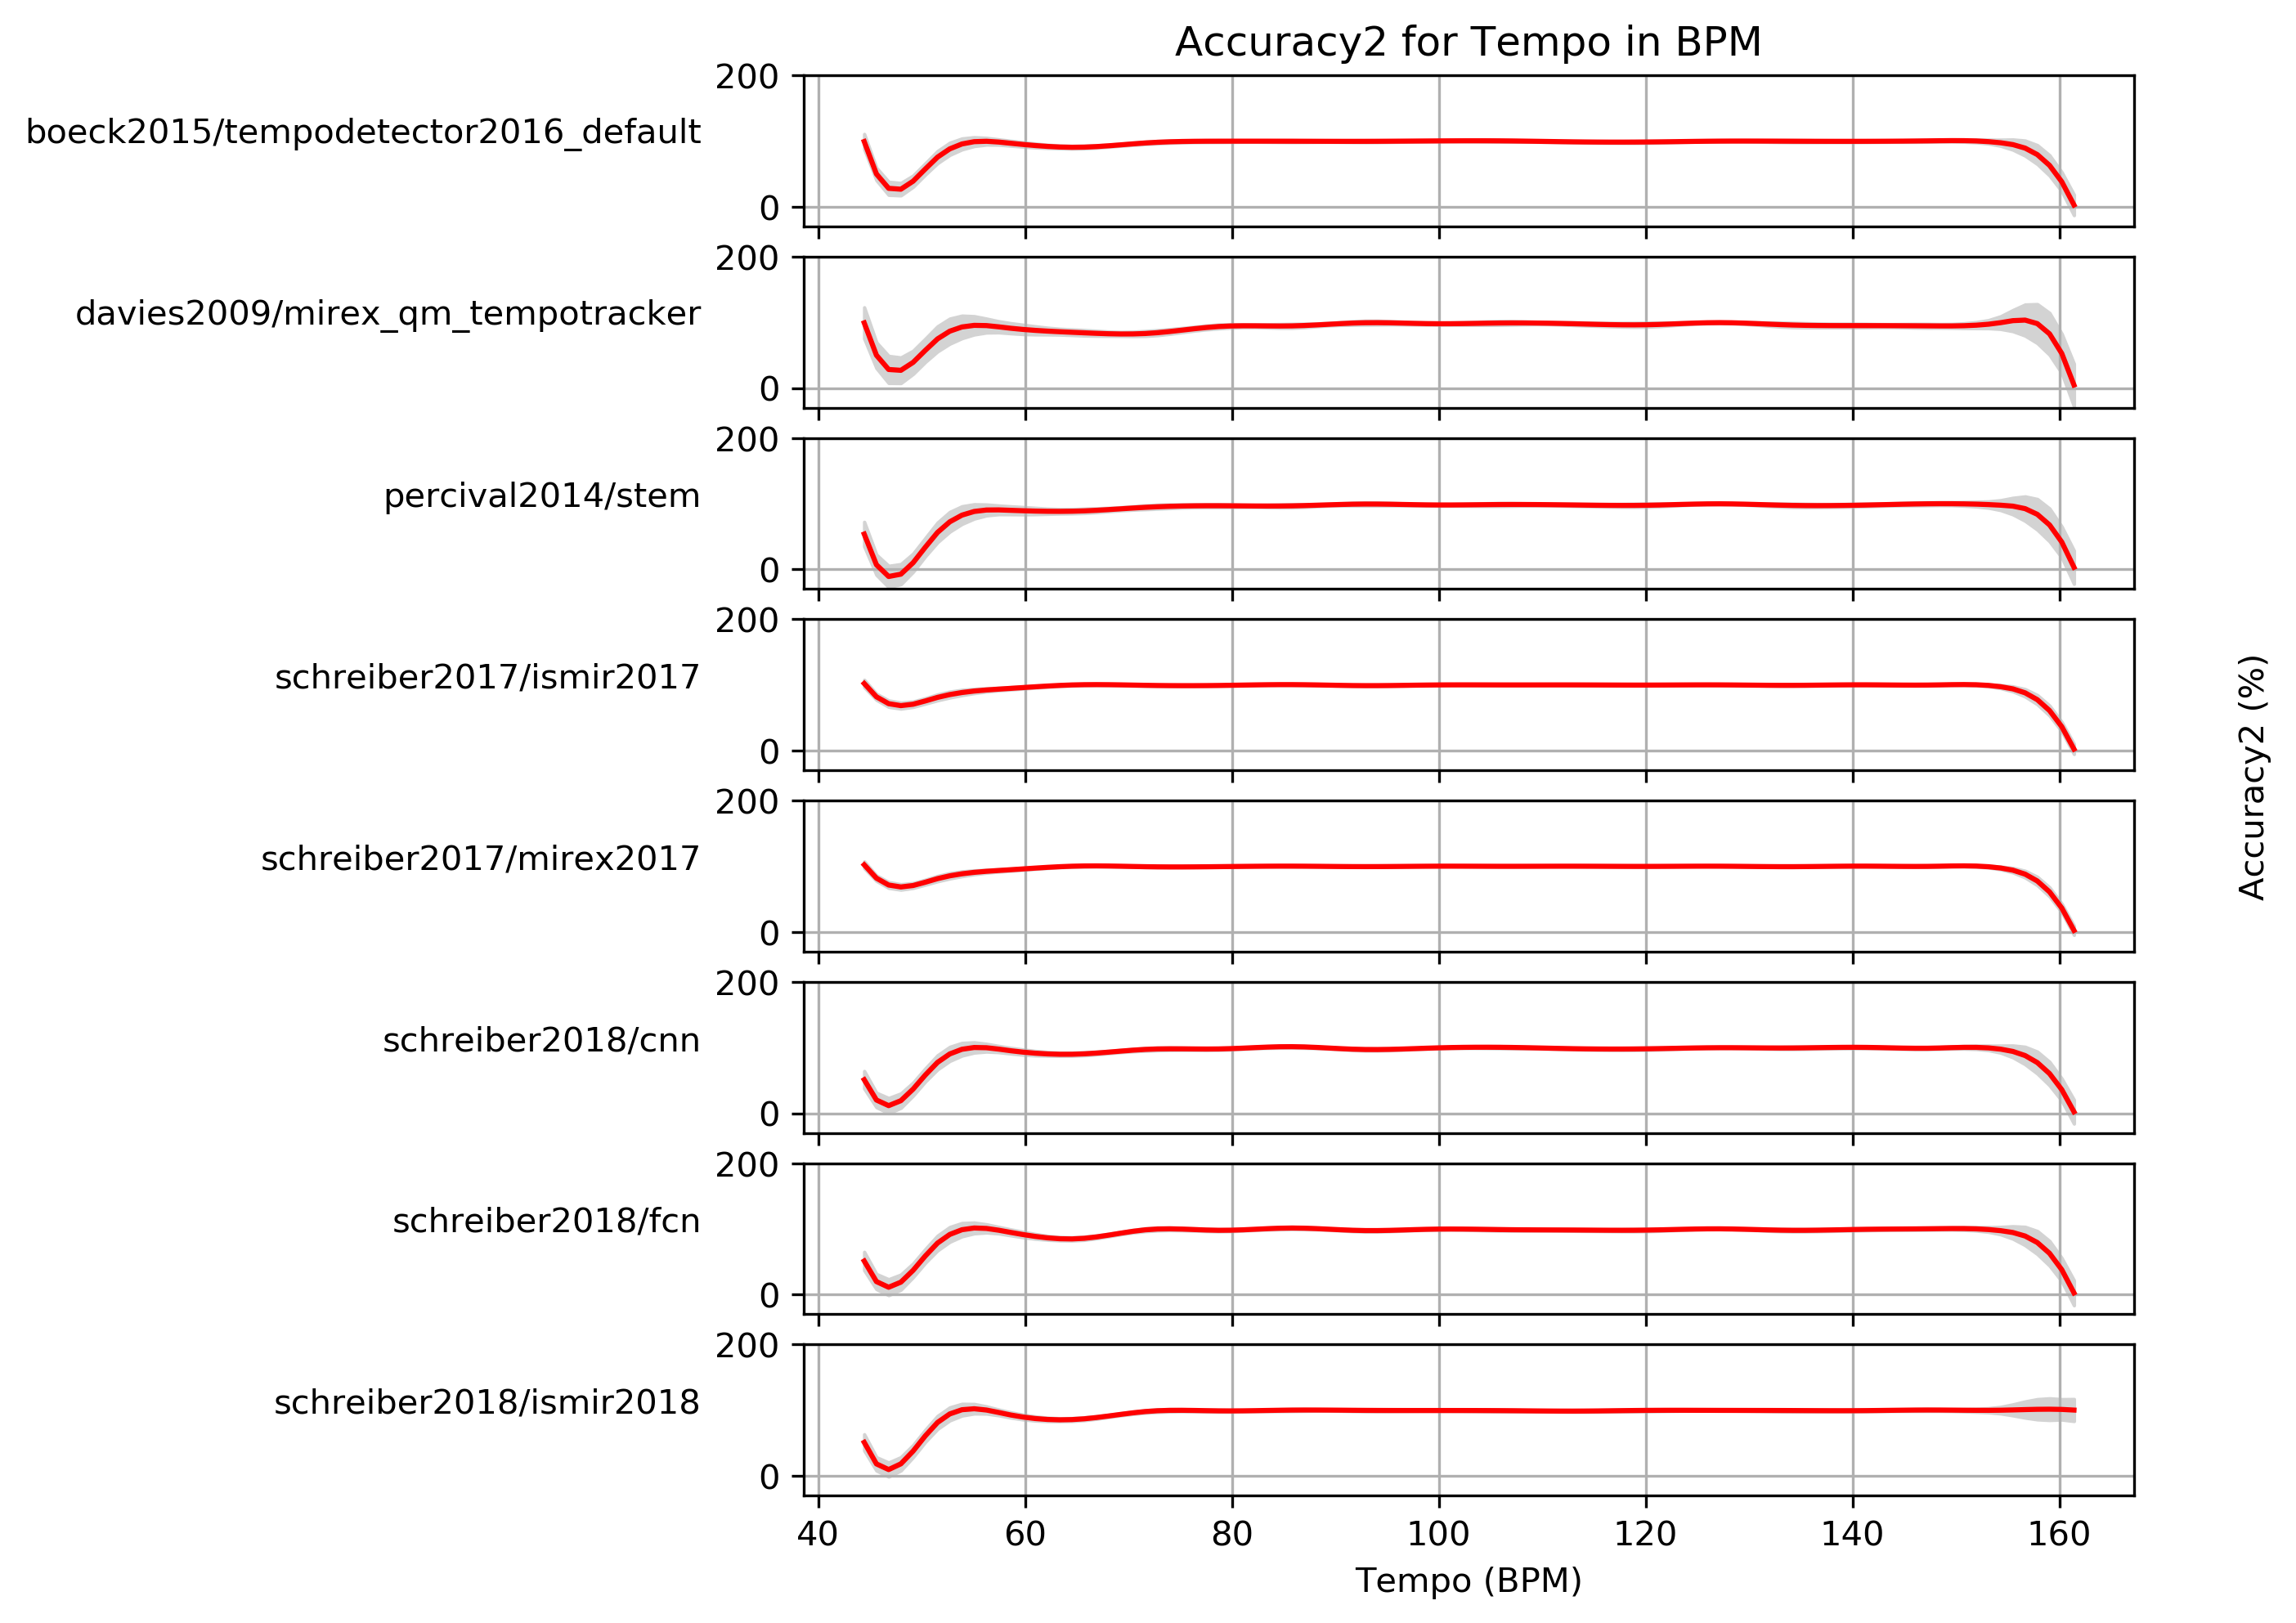 Accuracy2 for Tempo in BPM
200
boeck2015/tempodetector2016_default
0
200
davies2009/mirex_qm_tempotracker
0
200
percival2014/stem
0
200
schreiber2017/ismir2017
0
200
schreiber2017/mirex2017
0
200
schreiber2018/cnn
0
200
schreiber2018/fcn
0
200
schreiber2018/ismir2018
0
40 60 80 100 120 140 160
Tempo (BPM)
Accuracy2 (%)